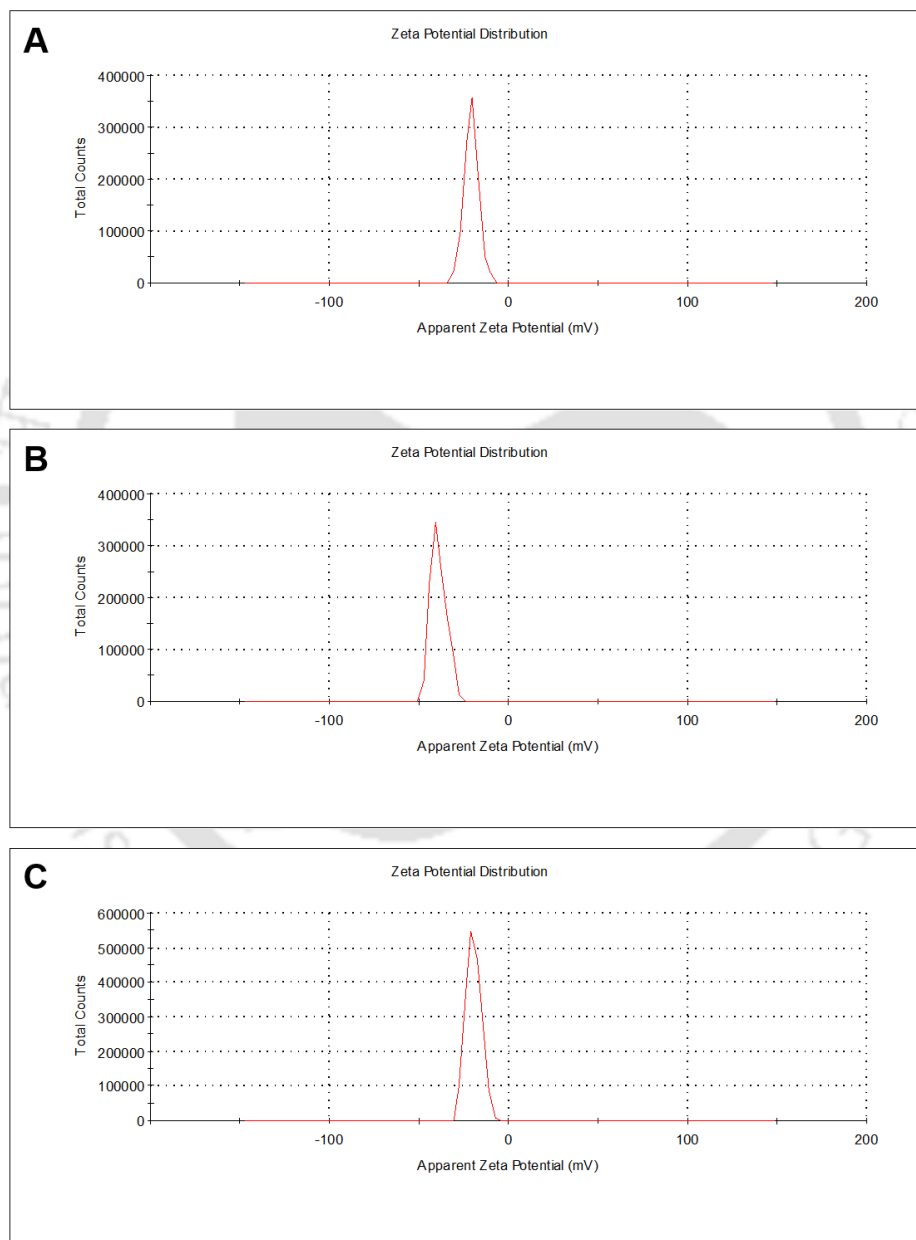 A
Zeta Potential Distribution
400000
300000
200000
100000
0
Total Counts
-100 0 100 200
Apparent Zeta Potential (mV)
B
Zeta Potential Distribution
400000
300000
200000
100000
0
Total Counts
-100 0 100 200
Apparent Zeta Potential (mV)
C
Zeta Potential Distribution
600000
500000
400000
300000
200000
100000
0
Total Counts
-100 0 100 200
Apparent Zeta Potential (mV)